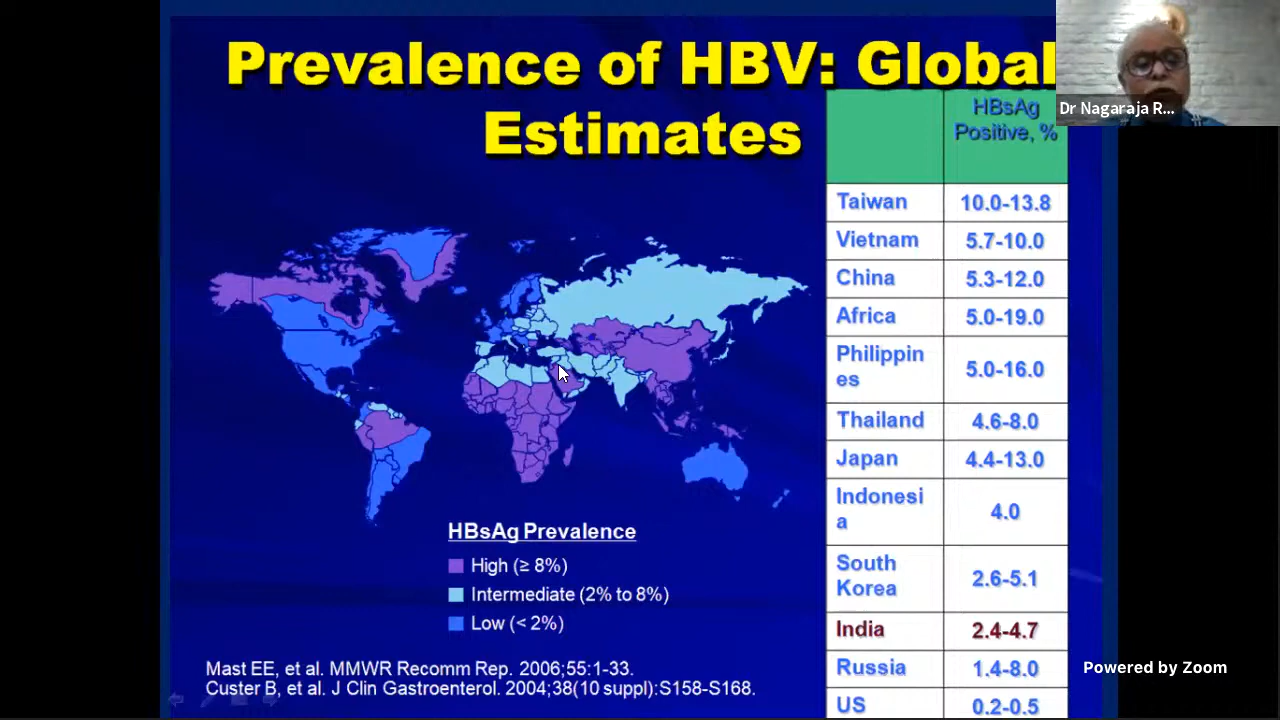 Prevalence of HBV: Global
Estimates
Dr Nagaraja R...
HBsAg
Positive, %
Taiwan 10.0-13.8
Vietnam 5.7-10.0
China 5.3-12.0
Africa 5.0-19.0
Philippin
es 5.0-16.0
Thailand 4.6-8.0
Japan 4.4-13.0
Indonesi
a 4.0
South
Korea 2.6-5.1
India 2.4-4.7
Russia 1.4-8.0
US 0.2-0.5
HBsAg Prevalence
High (≥ 8%)
Intermediate (2% to 8%)
Low (< 2%)
Mast EE, et al. MMWR Recomm Rep. 2006;55:1-33.
Custer B, et al. J Clin Gastroenterol. 2004;38(10 suppl):S158-S168.
Powered by Zoom